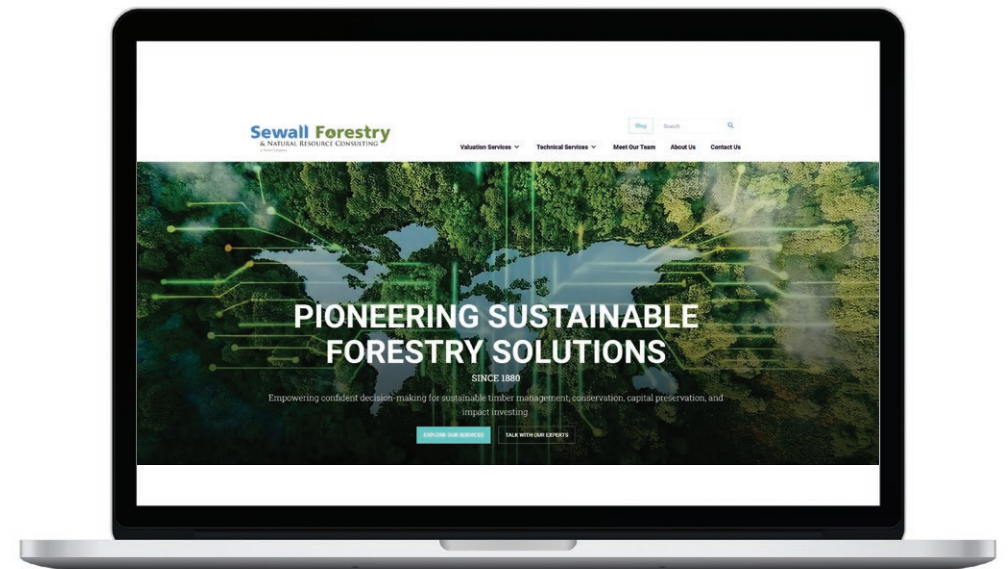 Blog
Search
Sewall Forestry
& NATURAL RESOURCE CONSULTING
Valuation Services
Technical Services
Meet Our Team
About Us
Contact Us
PIONEERING SUSTAINABLE
FORESTRY SOLUTIONS
SINCE 1880
Empowering confident decision-making for sustainable timber management, conservation, capital preservation, and
impact investing
EXPLORE OUR SERVICES
TALK WITH OUR EXPERTS